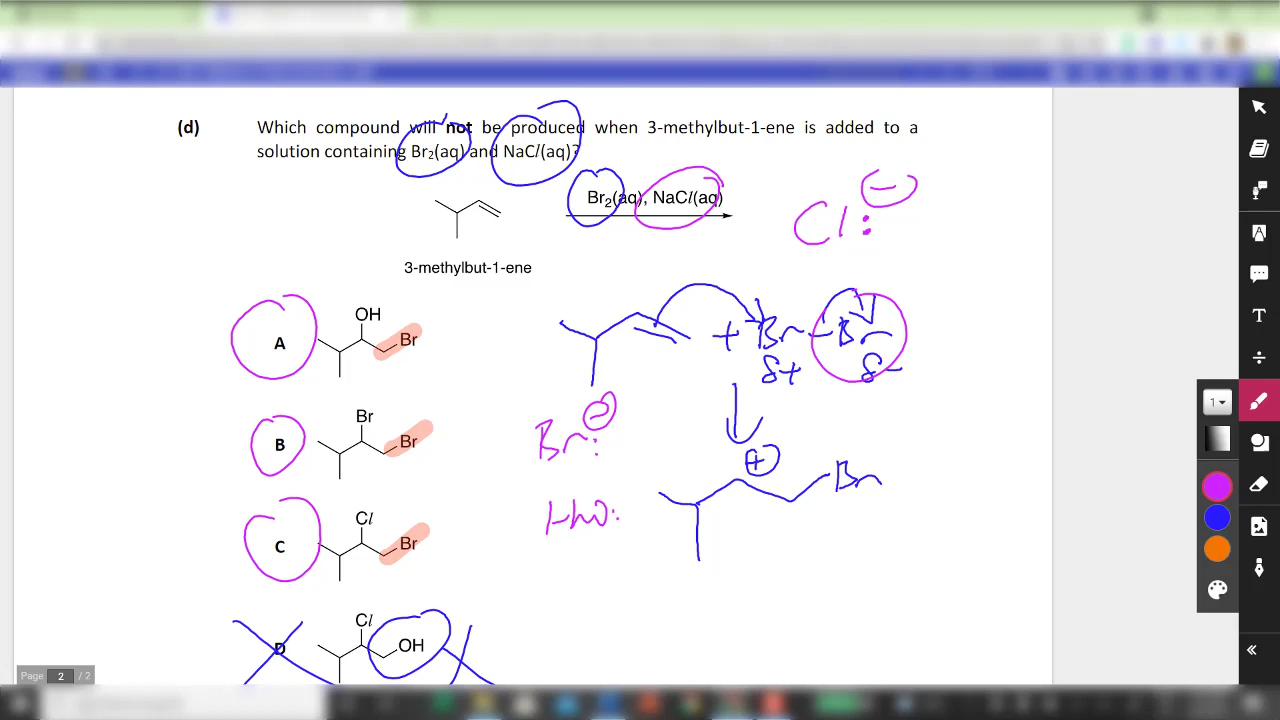 (d) Which compound will not be produced when 3-methylbut-1-ene is added to a
solution containing Br₂(aq) and NaCl(aq)?
Br₂(aq), NaCl(aq)
Cl: −
3-methylbut-1-ene
OH
A Br
+ Br – Br
δ+ δ−
Br
B Br
Br: −
+
Br
H₂O:
Cl
C Br
Cl
D OH
Page 2 / 2
T
1